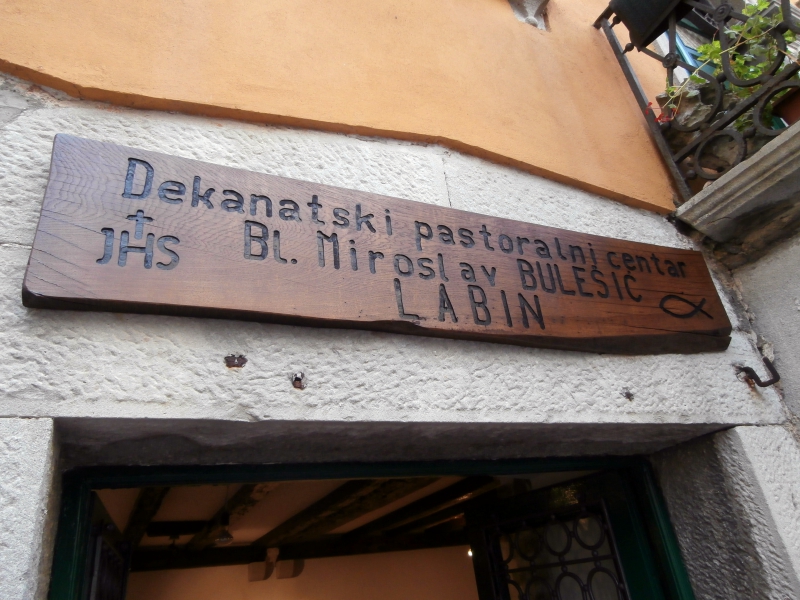 Dekanatski pastoralni centar
JHS Bl. Miroslav BULEŠIĆ
LABIN